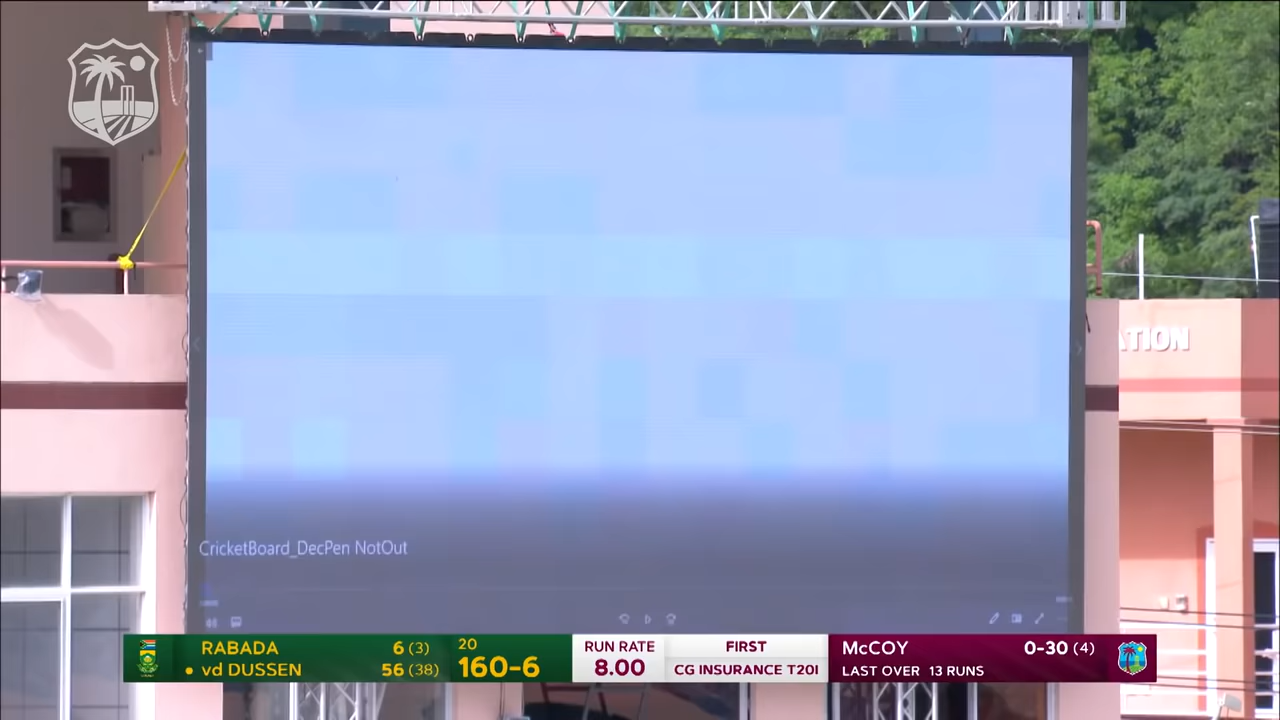 ATION
CricketBoard_DecPen NotOut
RABADA 6 (3)
vd DUSSEN 56 (38)
20
160-6
RUN RATE
8.00
FIRST
CG INSURANCE T20I
McCOY 0-30 (4)
LAST OVER 13 RUNS